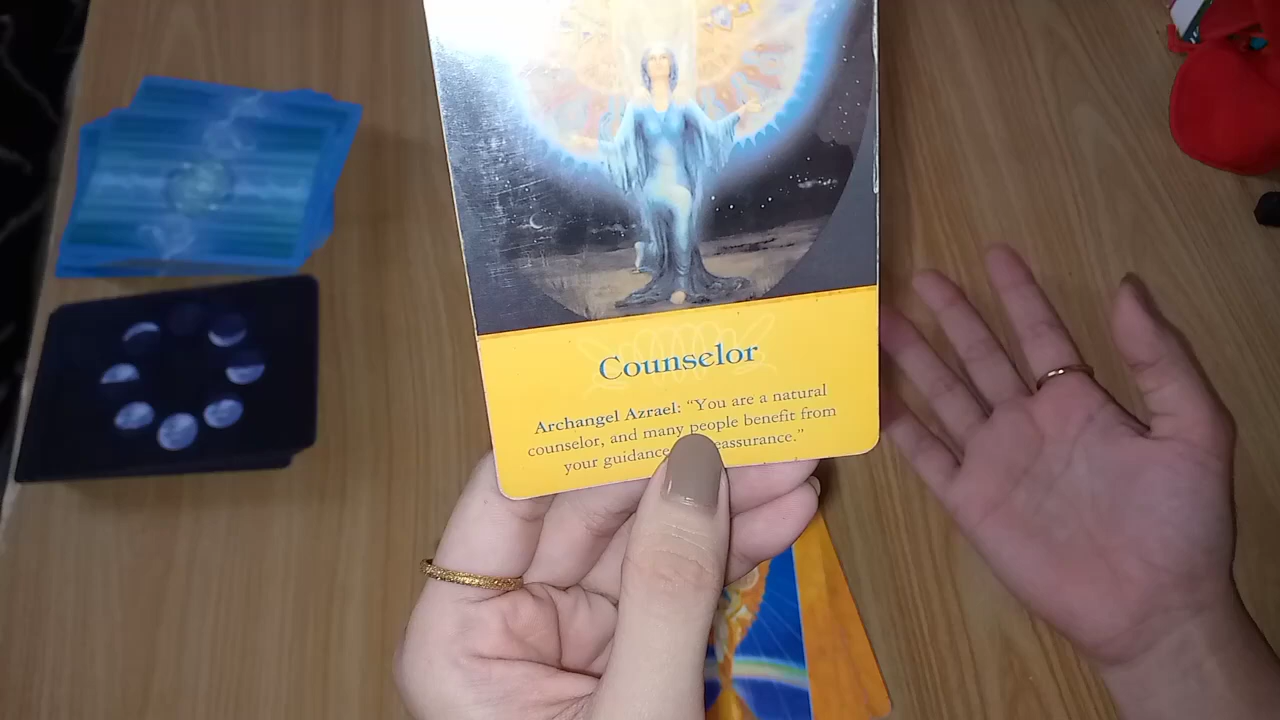 Counselor
Archangel Azrael: “You are a natural
counselor, and many people benefit from
your guidance eassurance.”